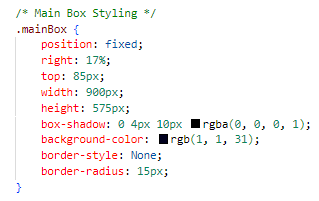 /* Main Box Styling */
.mainBox {
    position: fixed;
    right: 17%;
    top: 85px;
    width: 900px;
    height: 575px;
    box-shadow: 0 4px 10px rgba(0, 0, 0, 1);
    background-color: rgb(1, 1, 31);
    border-style: None;
    border-radius: 15px;
}